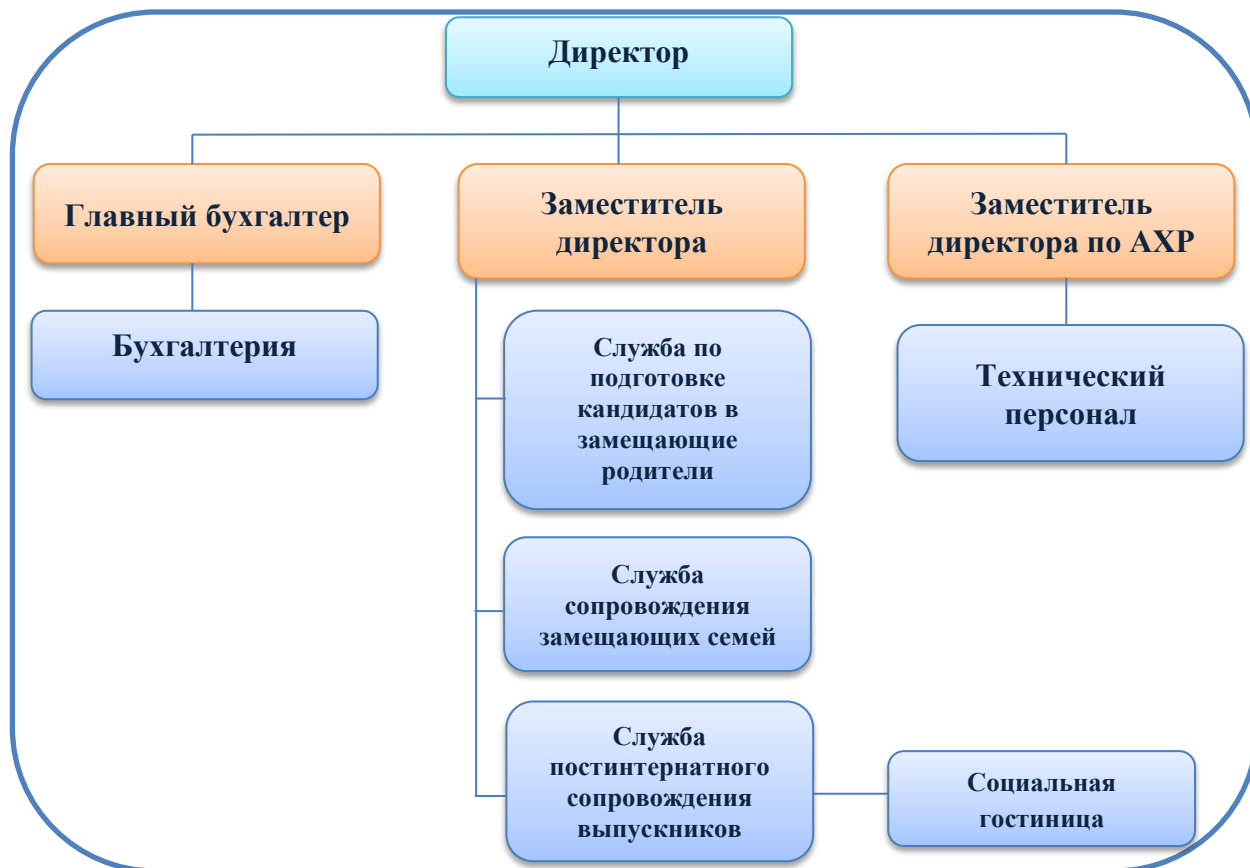 Директор
Главный бухгалтер
Заместитель
директора
Заместитель
директора по АХР
Бухгалтерия
Служба по
подготовке
кандидатов в
замещающие
родители
Технический
персонал
Служба
сопровождения
замещающих семей
Служба
постинтернатного
сопровождения
выпускников
Социальная
гостиница